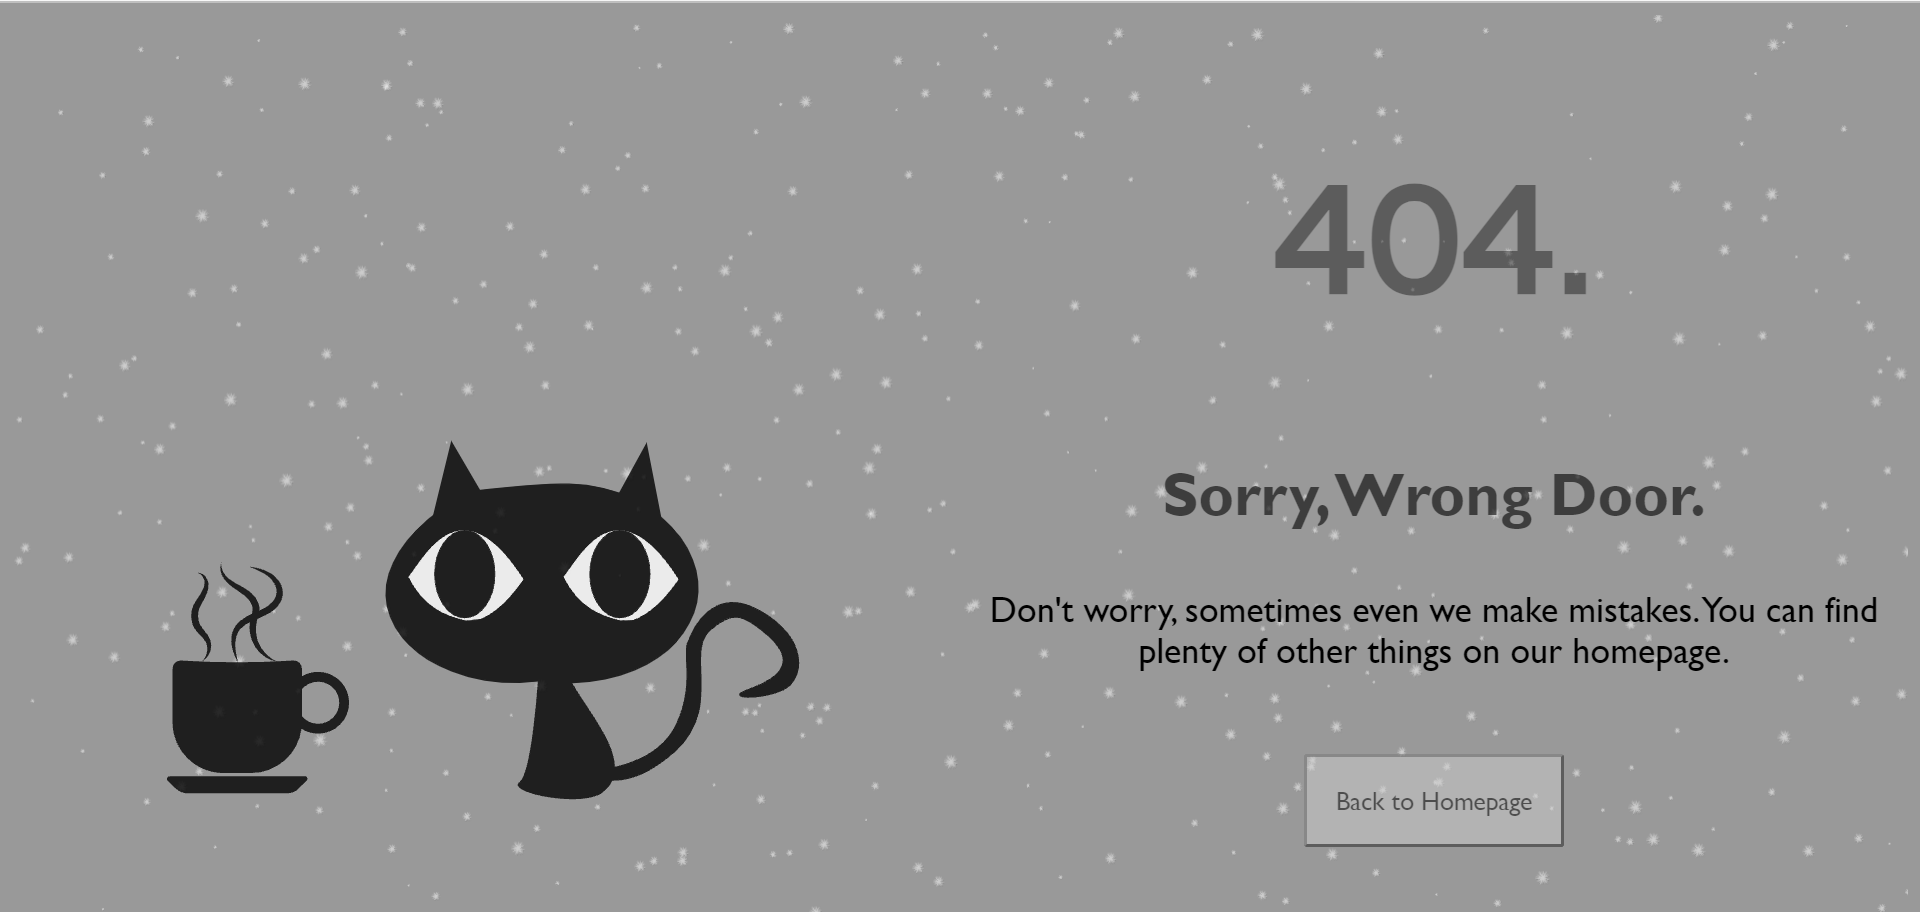 404.
Sorry, Wrong Door.
Don't worry, sometimes even we make mistakes. You can find
plenty of other things on our homepage.
Back to Homepage